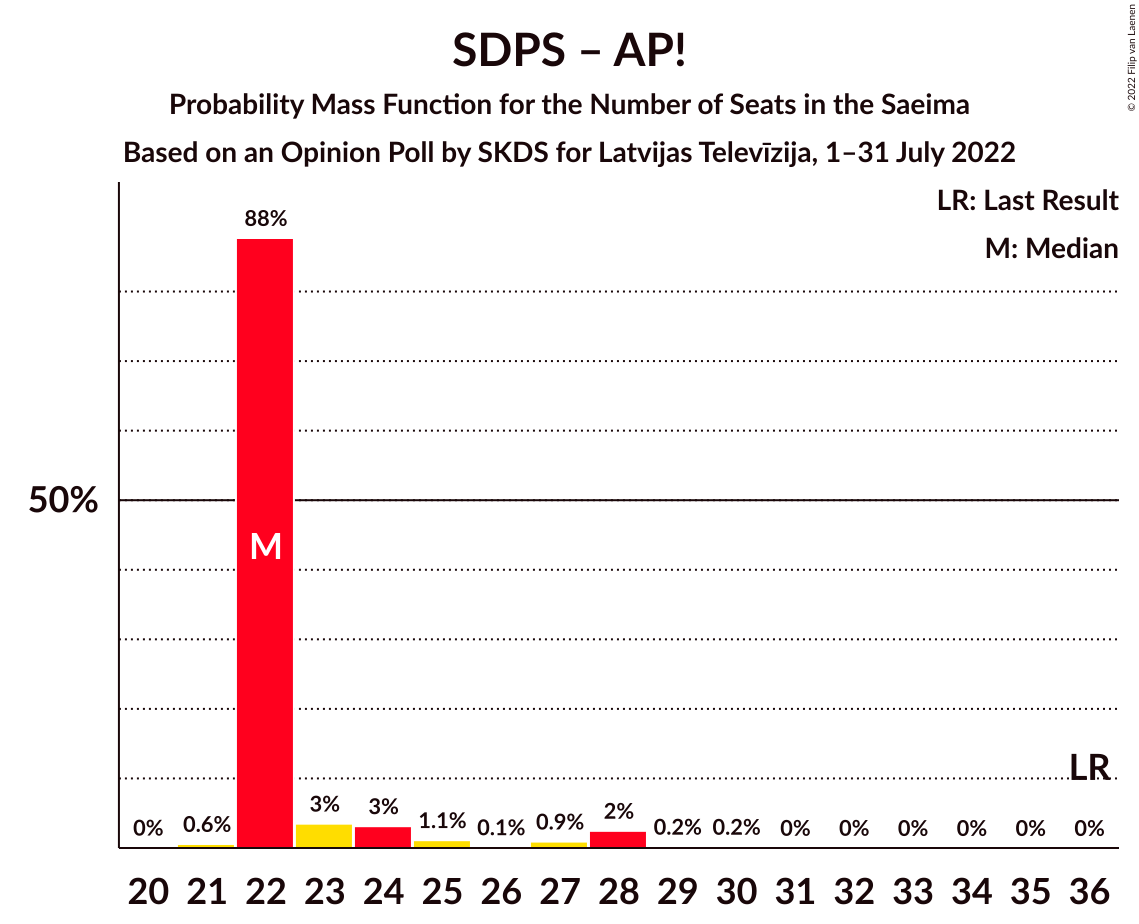 SDPS – AP!
Probability Mass Function for the Number of Seats in the Saeima
Based on an Opinion Poll by SKDS for Latvijas Televīzija, 1–31 July 2022
© 2022 Filip van Laenen
LR: Last Result
M: Median
50%
88%
M
LR
0% 0.6% 3% 3% 1.1% 0.1% 0.9% 2% 0.2% 0.2% 0% 0% 0% 0% 0% 0%
20 21 22 23 24 25 26 27 28 29 30 31 32 33 34 35 36